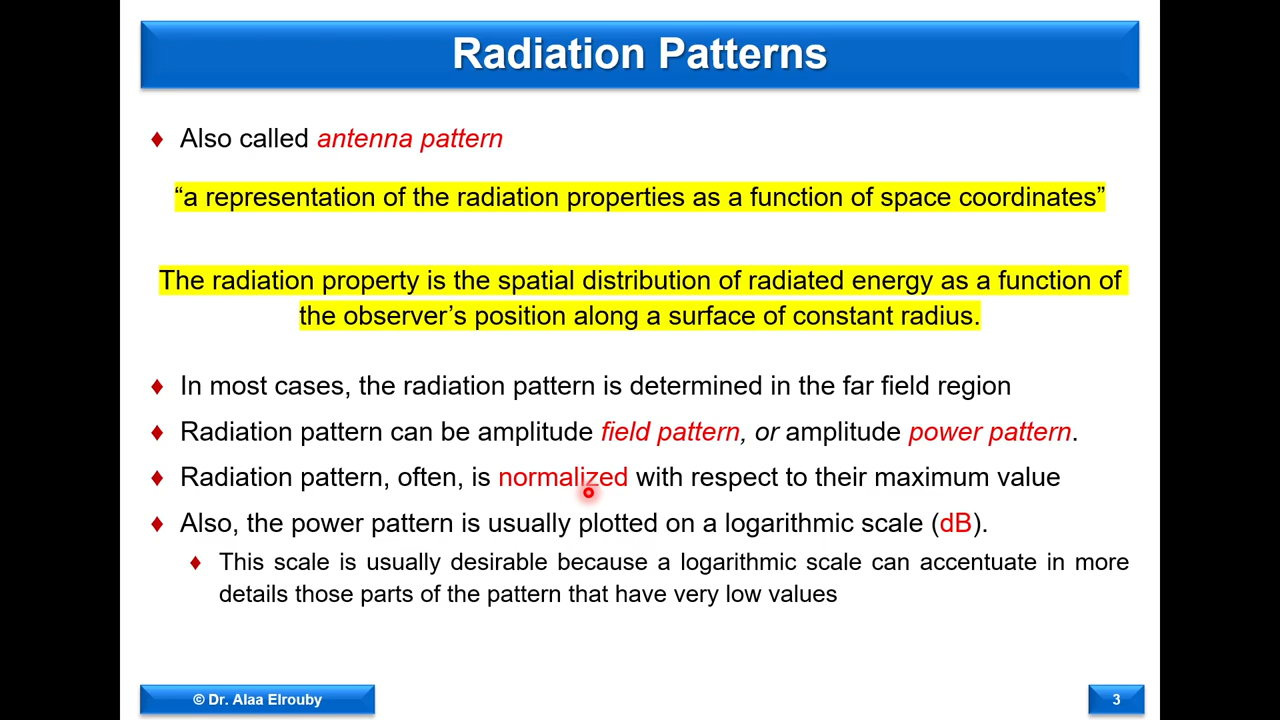 Radiation Patterns
♦ Also called antenna pattern
“a representation of the radiation properties as a function of space coordinates”
The radiation property is the spatial distribution of radiated energy as a function of
the observer’s position along a surface of constant radius.
♦ In most cases, the radiation pattern is determined in the far field region
♦ Radiation pattern can be amplitude field pattern, or amplitude power pattern.
♦ Radiation pattern, often, is normalized with respect to their maximum value
♦ Also, the power pattern is usually plotted on a logarithmic scale (dB).
♦ This scale is usually desirable because a logarithmic scale can accentuate in more
details those parts of the pattern that have very low values
© Dr. Alaa Elrouby
3